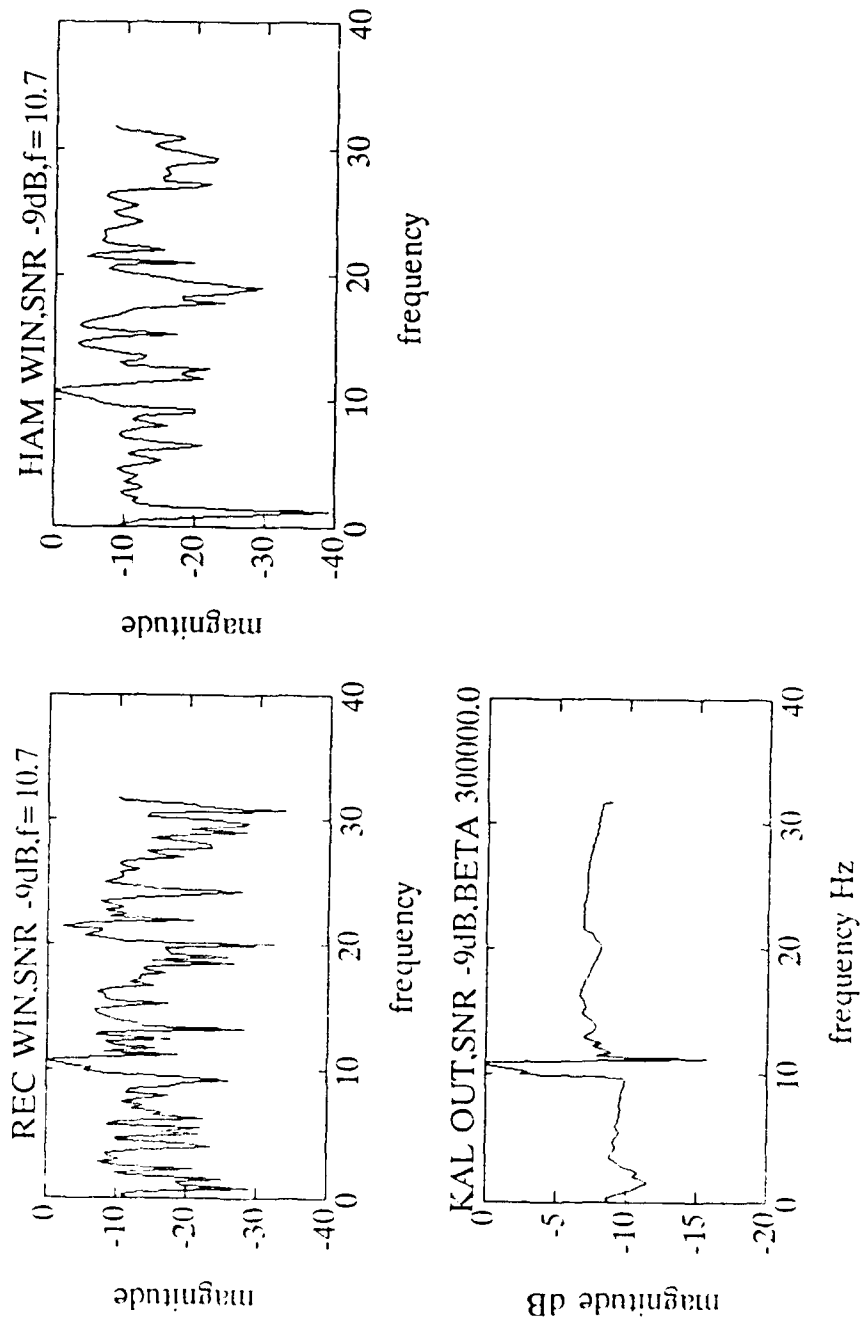 REC WIN.SNR -9dB,f=10.7
0
-10
-20
-30
-40
magnitude
0 10 20 30 40
frequency
HAM WIN,SNR -9dB,f=10.7
0
-10
-20
-30
-40
magnitude
0 10 20 30 40
frequency
KAL OUT,SNR -9dB,BETA 300000.0
0
-5
-10
-15
-20
magnitude dB
0 10 20 30 40
frequency Hz